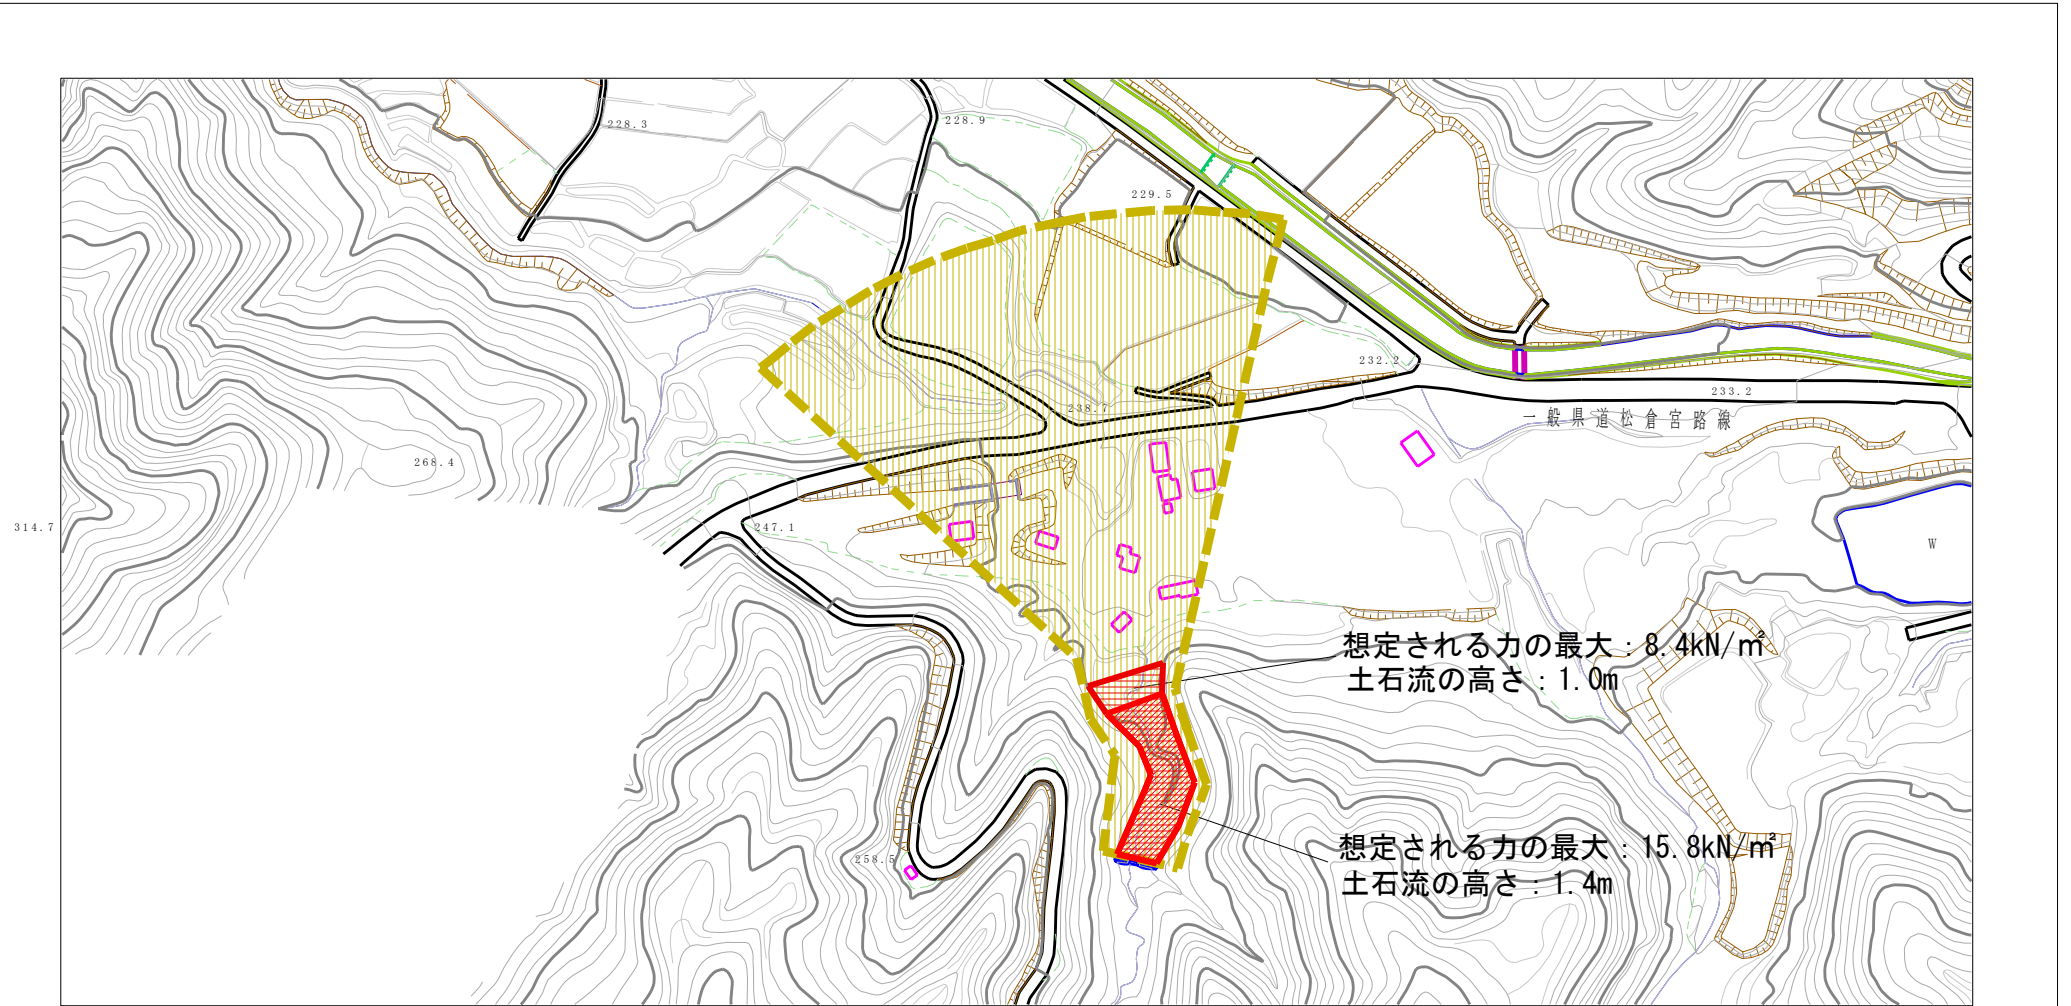 228.3
228.9
229.5
232.2
233.2
一般県道松倉宮路線
238.7
268.4
314.7
247.1
W
想定される力の最大：8.4kN/㎡
土石流の高さ：1.0m
想定される力の最大：15.8kN/㎡
土石流の高さ：1.4m
258.5